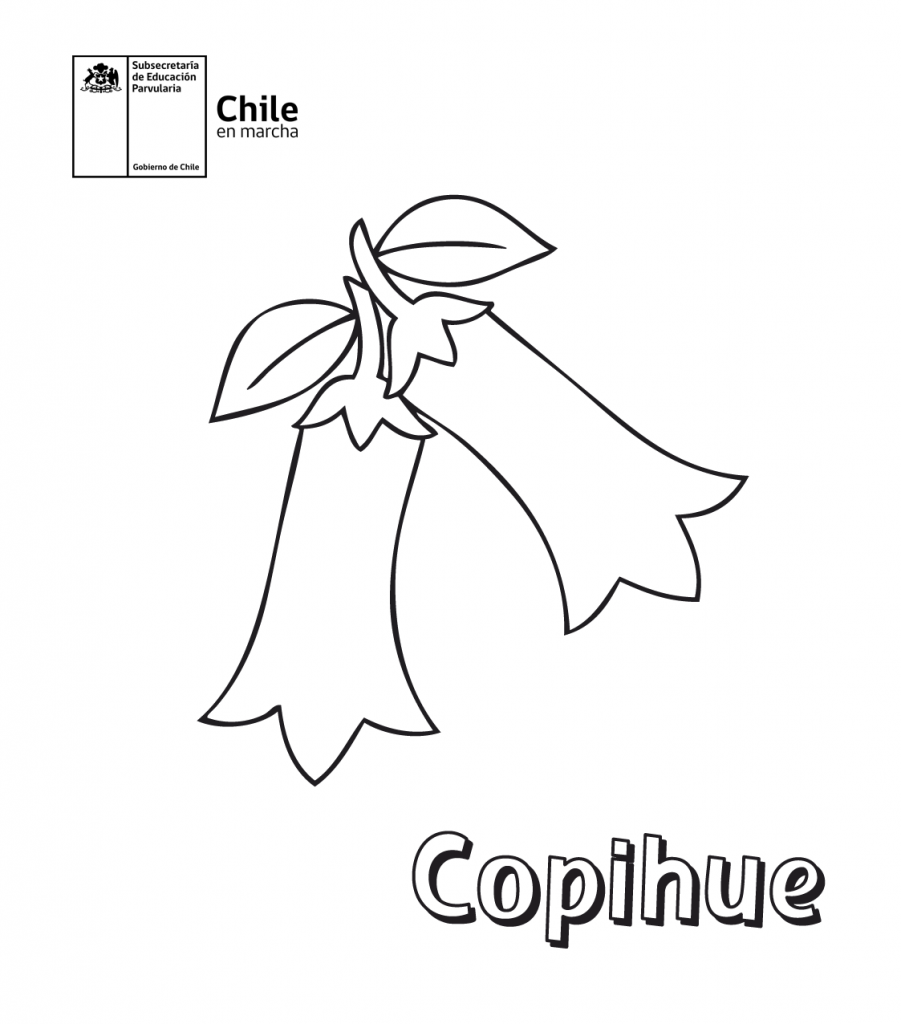 Subsecretaría
de Educación
Parvularia
Gobierno de Chile
Chile
en marcha
Copihue